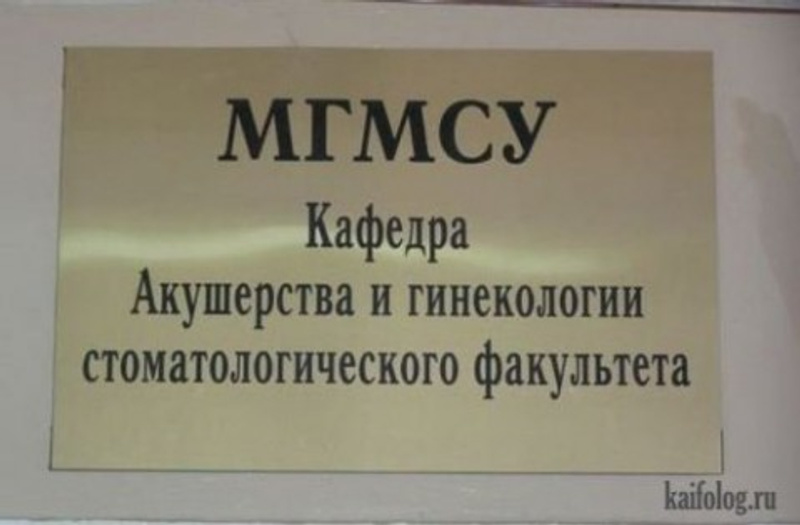 МГМСУ
Кафедра
Акушерства и гинекологии
стоматологического факультета
kaifolog.ru